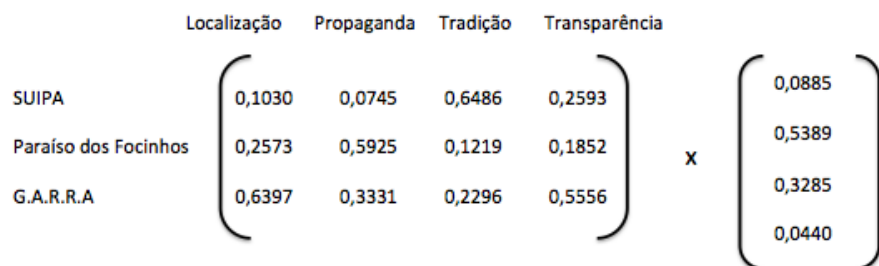 Localização Propaganda Tradição Transparência
SUIPA 0,1030 0,0745 0,6486 0,2593
Paraíso dos Focinhos 0,2573 0,5925 0,1219 0,1852
G.A.R.R.A 0,6397 0,3331 0,2296 0,5556
X
0,0885
0,5389
0,3285
0,0440